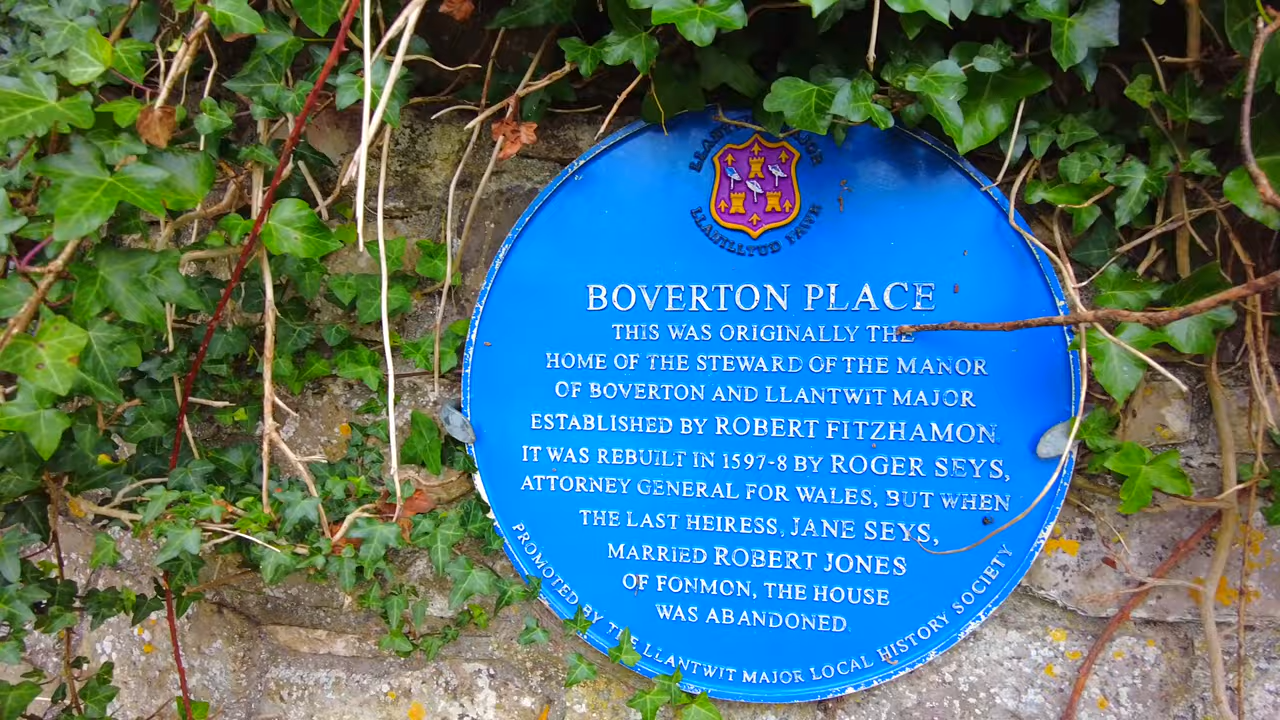 LLANTWIT MAJOR
LLANILLTUD FAWR
BOVERTON PLACE
THIS WAS ORIGINALLY THE
HOME OF THE STEWARD OF THE MANOR
OF BOVERTON AND LLANTWIT MAJOR
ESTABLISHED BY ROBERT FITZHAMON.
IT WAS REBUILT IN 1597-8 BY ROGER SEYS,
ATTORNEY GENERAL FOR WALES, BUT WHEN
THE LAST HEIRESS, JANE SEYS,
MARRIED ROBERT JONES
OF FONMON, THE HOUSE
WAS ABANDONED.
PROMOTED BY THE LLANTWIT MAJOR LOCAL HISTORY SOCIETY